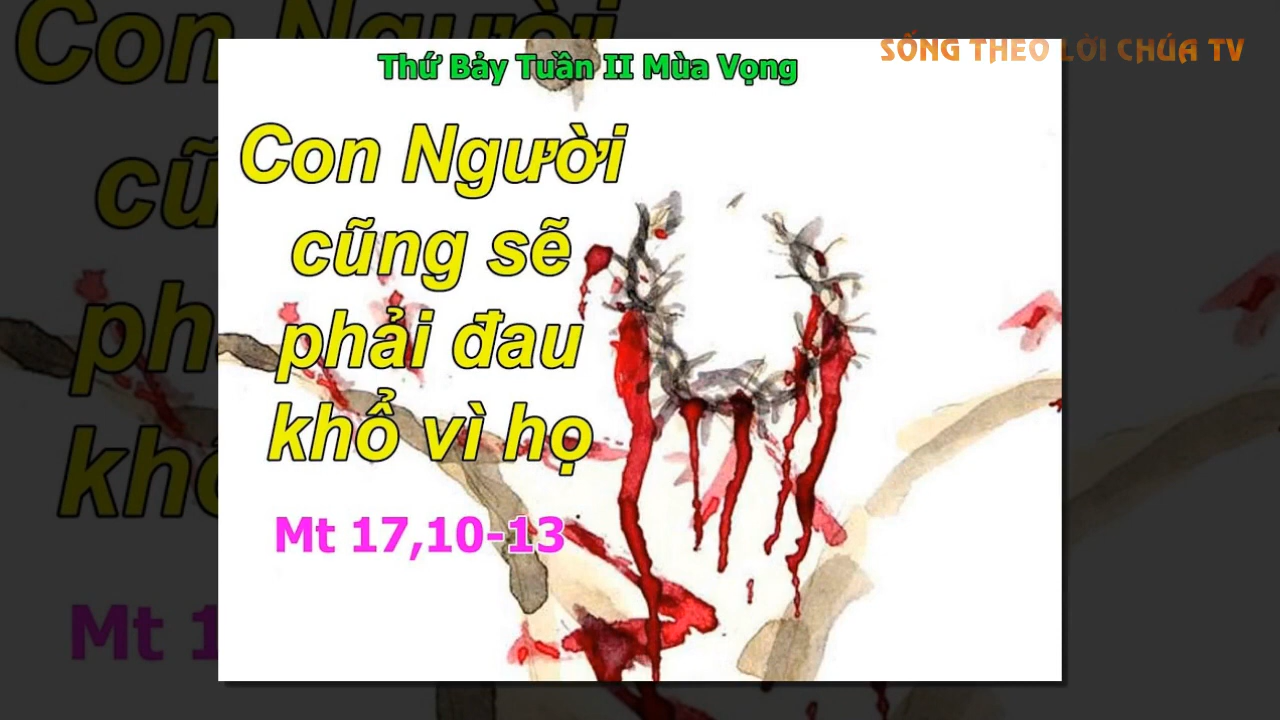 SỐNG THEO LỜI CHÚA TV
Thứ Bảy Tuần II Mùa Vọng
Con Người
cũng sẽ
phải đau
khổ vì họ
Mt 17,10-13